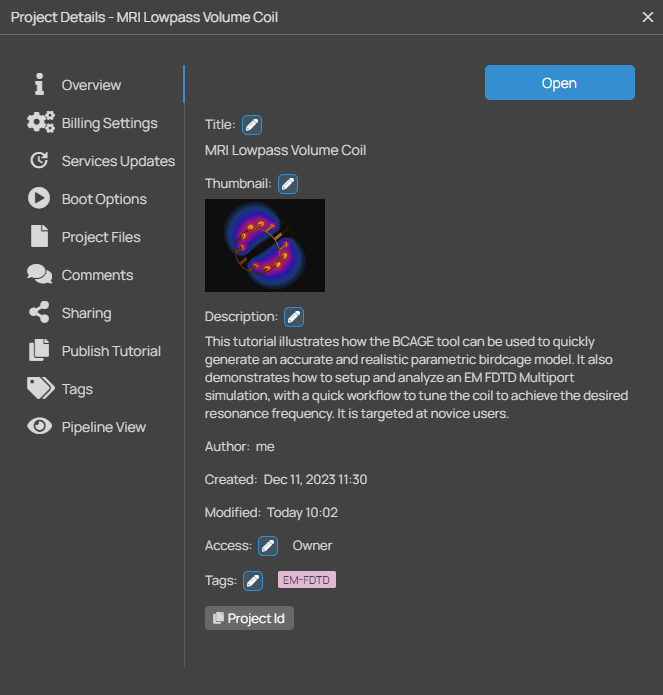 Project Details - MRI Lowpass Volume Coil
Overview
Billing Settings
Services Updates
Boot Options
Project Files
Comments
Sharing
Publish Tutorial
Tags
Pipeline View
Open
Title:
MRI Lowpass Volume Coil
Thumbnail:
Description:
This tutorial illustrates how the BCAGE tool can be used to quickly
generate an accurate and realistic parametric birdcage model. It also
demonstrates how to setup and analyze an EM FDTD Multiport
simulation, with a quick workflow to tune the coil to achieve the desired
resonance frequency. It is targeted at novice users.
Author: me
Created: Dec 11, 2023 11:30
Modified: Today 10:02
Access: Owner
Tags: EM-FDTD
Project Id